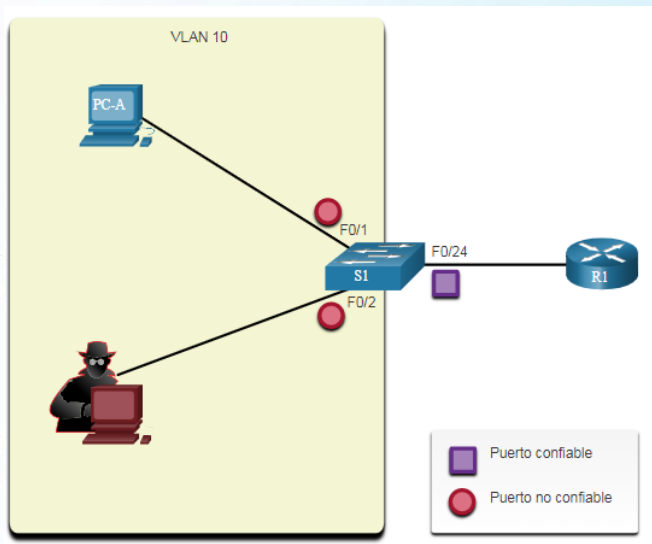 VLAN 10
PC-A
F0/1
F0/24
S1
R1
F0/2
Puerto confiable
Puerto no confiable